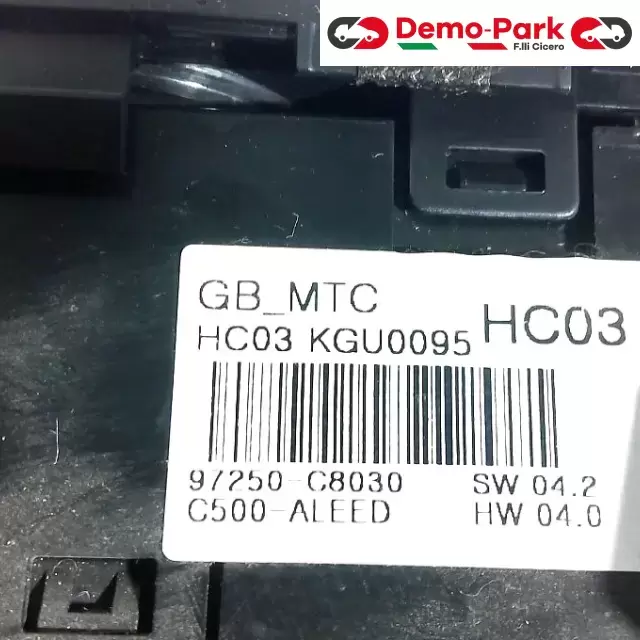 Demo-Park
F.lli Cicero
GB_MTC
HC03 KGU0095
HC03
97250-C8030
SW 04.2
C500-ALEED
HW 04.0